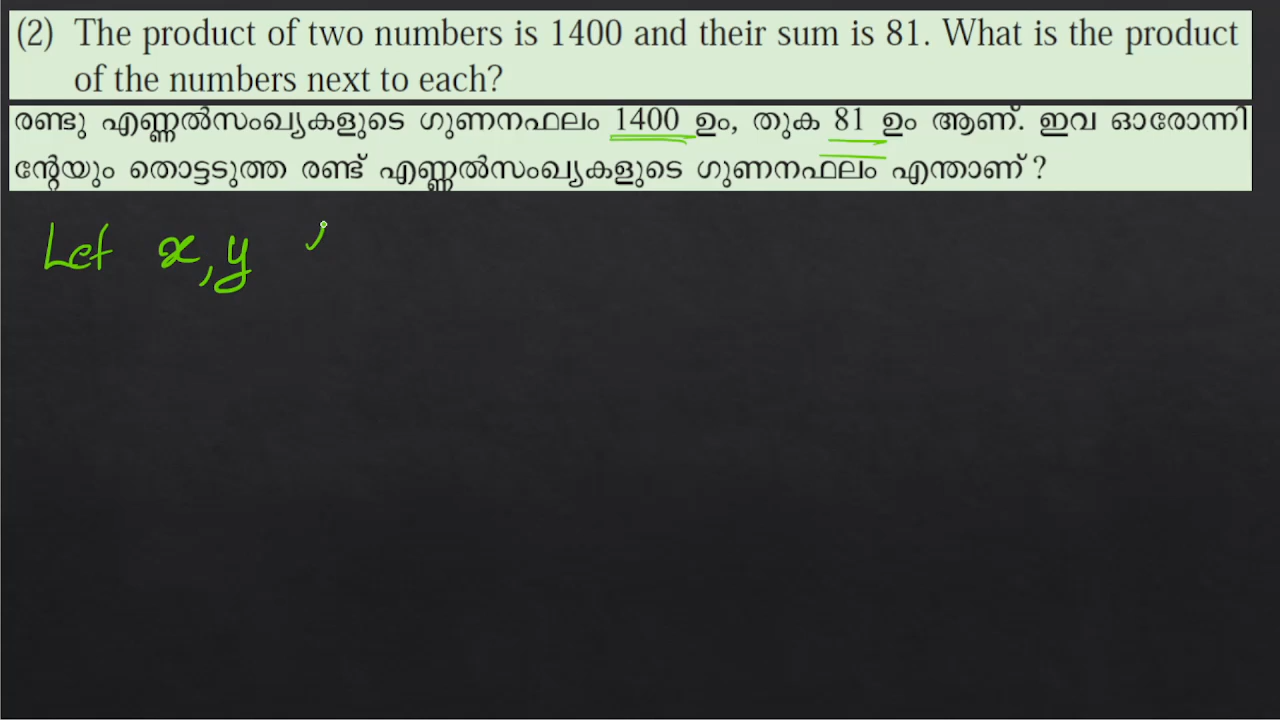 (2) The product of two numbers is 1400 and their sum is 81. What is the product
of the numbers next to each?
രണ്ടു എണ്ണൽസംഖ്യകളുടെ ഗുണനഫലം 1400 ഉം, തുക 81 ഉം ആണ്. ഇവ ഓരോന്നി
ന്റേയും തൊട്ടടുത്ത രണ്ട് എണ്ണൽസംഖ്യകളുടെ ഗുണനഫലം എന്താണ് ?
Let x, y